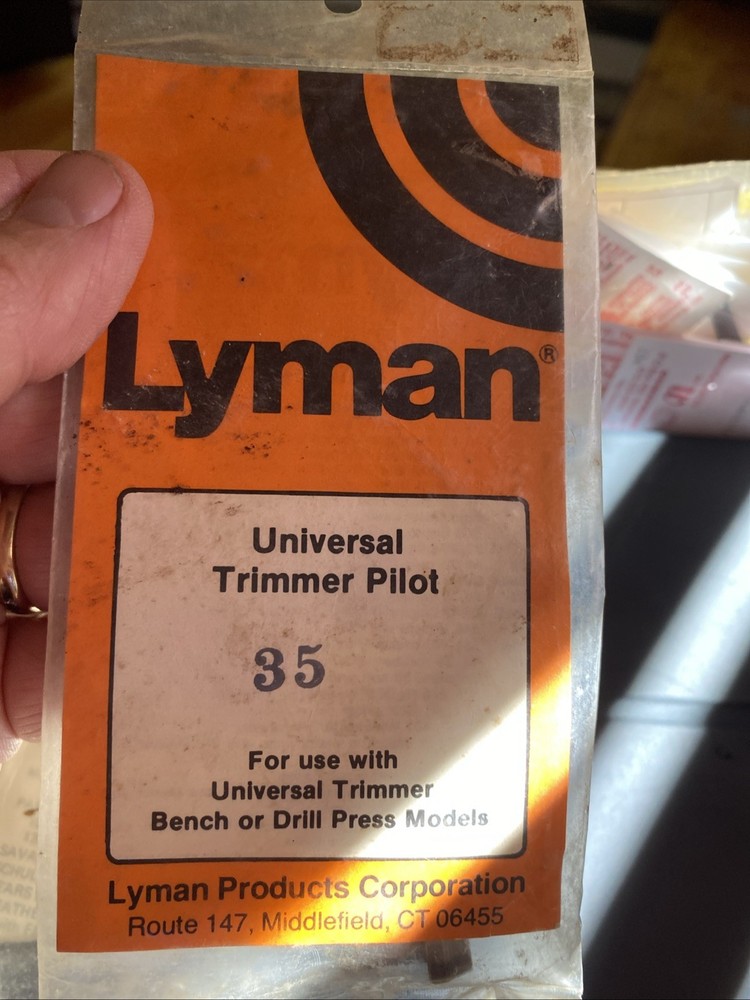 Lyman®
Universal
Trimmer Pilot
35
For use with
Universal Trimmer
Bench or Drill Press Models
Lyman Products Corporation
Route 147, Middlefield, CT 06455